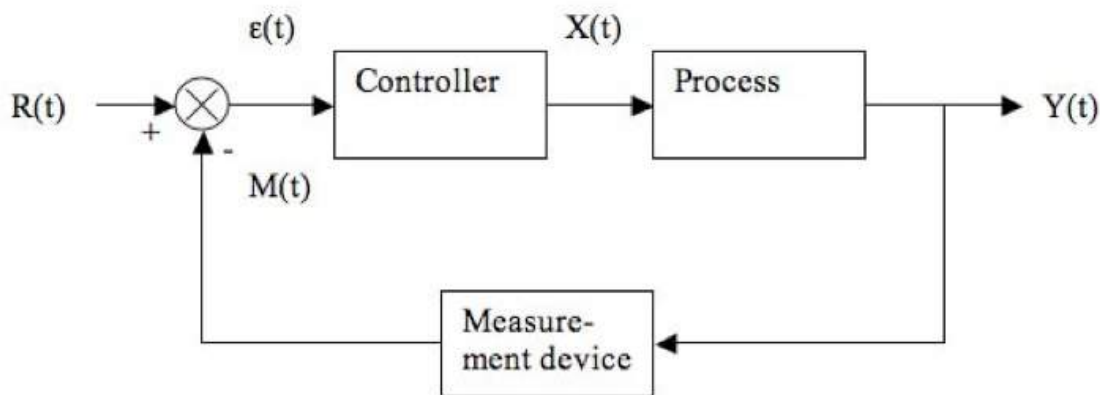 ε(t)
X(t)
Controller
Process
R(t)
Y(t)
+
-
M(t)
Measure-
ment device